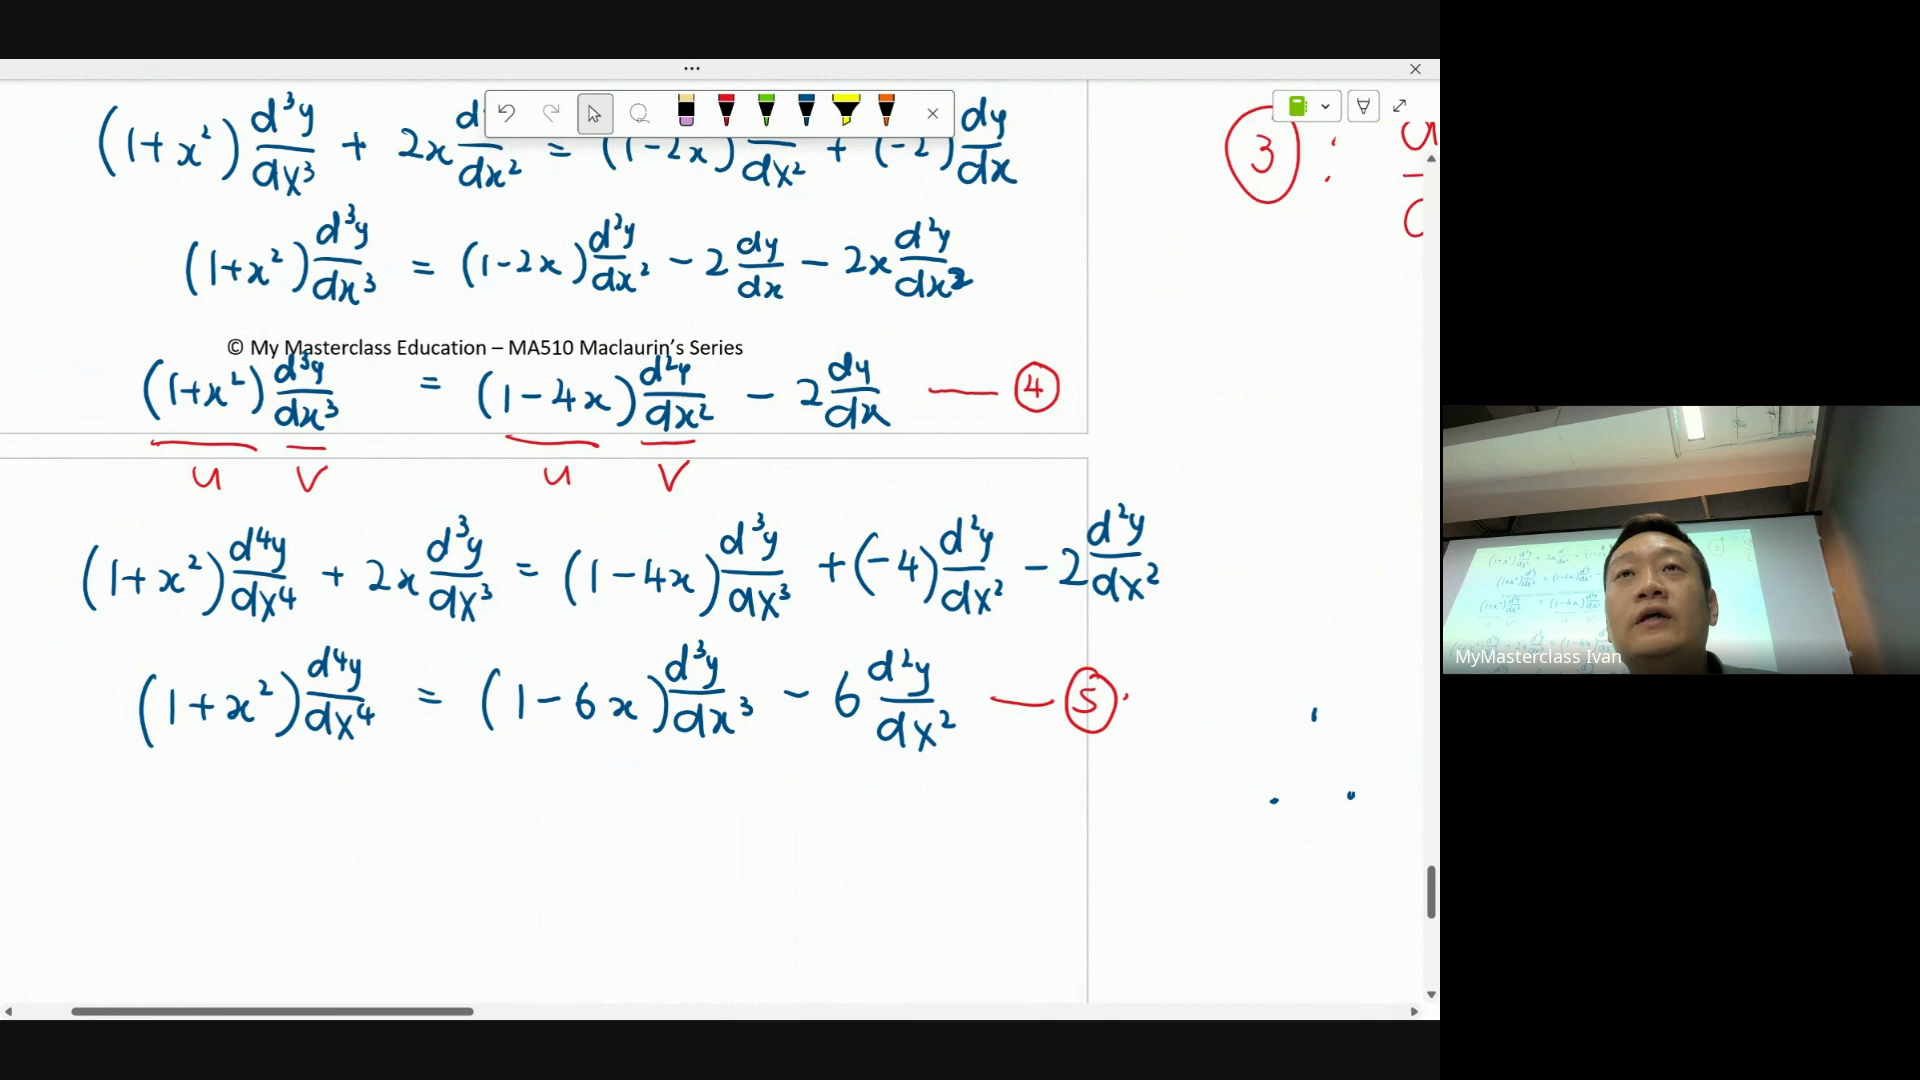 (1+x²) d³y/dx³ + 2x d/dx² = (1-2x) /dx² + (-2) dy/dx
(1+x²) d³y/dx³ = (1-2x) d²y/dx² - 2 dy/dx - 2x d²y/dx²
© My Masterclass Education – MA510 Maclaurin's Series
(1+x²) d³y/dx³ = (1-4x) d²y/dx² - 2 dy/dx — ④
u v u v
(1+x²) d⁴y/dx⁴ + 2x d³y/dx³ = (1-4x) d³y/dx³ + (-4) d²y/dx² - 2 d²y/dx²
(1+x²) d⁴y/dx⁴ = (1-6x) d³y/dx³ - 6 d²y/dx² — ⑤
③ :
MyMasterclass Ivan